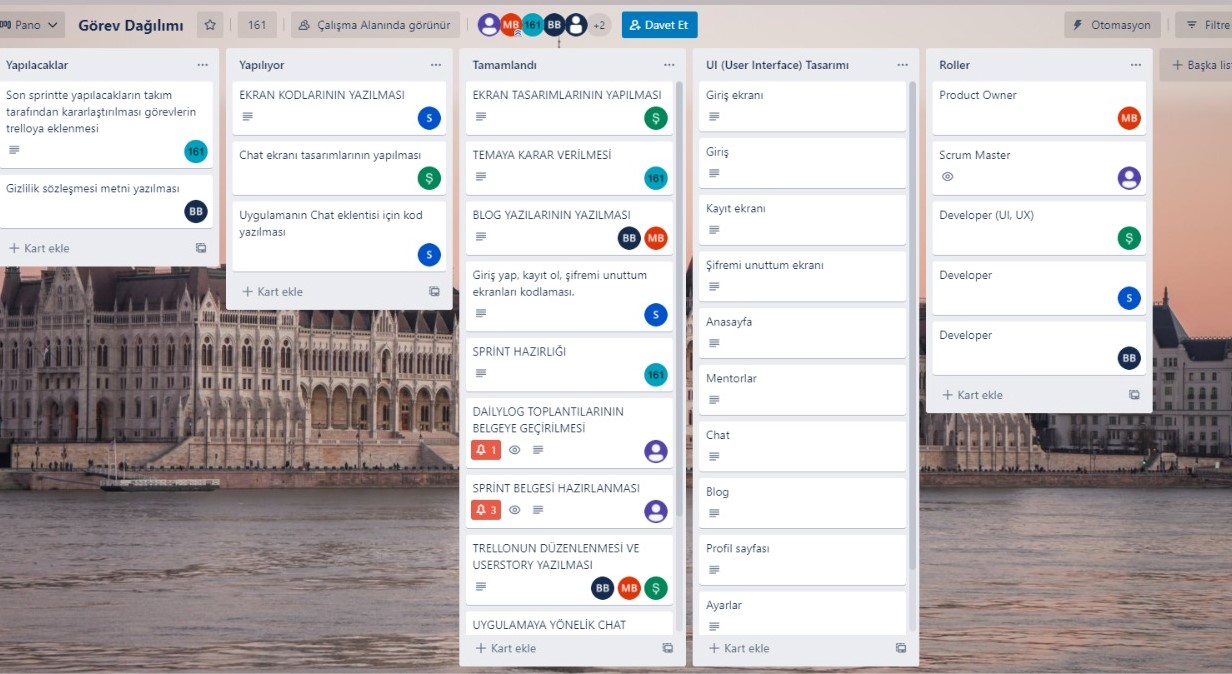 Pano
Görev Dağılımı
161
Çalışma Alanında görünür
MB
161
BB
+2
Davet Et
Otomasyon
Filtre
Yapılacaklar
Son sprintte yapılacakların takım
tarafından kararlaştırılması görevlerin
trelloya eklenmesi
161
Gizlilik sözleşmesi metni yazılması
BB
+ Kart ekle
Yapılıyor
EKRAN KODLARININ YAZILMASI
S
Chat ekranı tasarımlarının yapılması
Ş
Uygulamanın Chat eklentisi için kod
yazılması
S
+ Kart ekle
Tamamlandı
EKRAN TASARIMLARININ YAPILMASI
Ş
TEMAYA KARAR VERİLMESİ
161
BLOG YAZILARININ YAZILMASI
BB
MB
Giriş yap, kayıt ol, şifremi unuttum
ekranları kodlaması.
S
SPRİNT HAZIRLIĞI
161
DAİLYLOG TOPLANTILARININ
BELGEYE GEÇİRİLMESİ
1
SPRİNT BELGESİ HAZIRLANMASI
3
TRELLONUN DÜZENLENMESİ VE
USERSTORY YAZILMASI
BB
MB
Ş
UYGULAMAYA YÖNELİK CHAT
+ Kart ekle
UI (User Interface) Tasarımı
Giriş ekranı
Giriş
Kayıt ekranı
Şifremi unuttum ekranı
Anasayfa
Mentorlar
Chat
Blog
Profil sayfası
Ayarlar
+ Kart ekle
Roller
Product Owner
MB
Scrum Master
Developer (UI, UX)
Ş
Developer
S
Developer
BB
+ Kart ekle
+ Başka lis